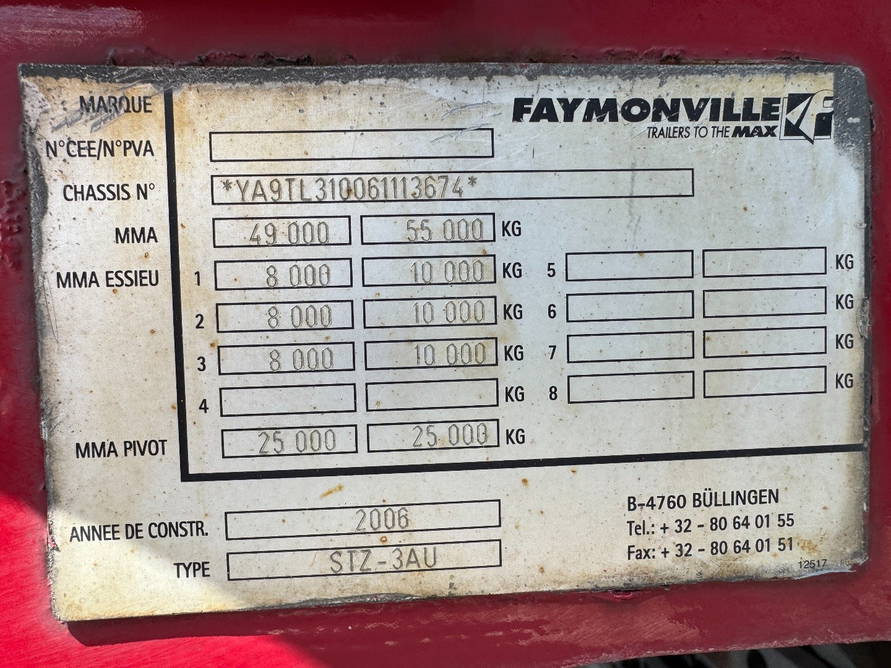 MARQUE
FAYMONVILLE
TRAILERS TO THE MAX
N°CEE/N°PVA
CHASSIS N° *YA9TL310061113674*
MMA 49 000 55 000 KG
MMA ESSIEU 1 8 000 10 000 KG 5 KG
2 8 000 10 000 KG 6 KG
3 8 000 10 000 KG 7 KG
4 KG 8 KG
MMA PIVOT 25 000 25 000 KG
B-4760 BÜLLINGEN
ANNEE DE CONSTR. 2006 Tel.: + 32 - 80 64 01 55
TYPE STZ-3AU Fax: + 32 - 80 64 01 51
12517